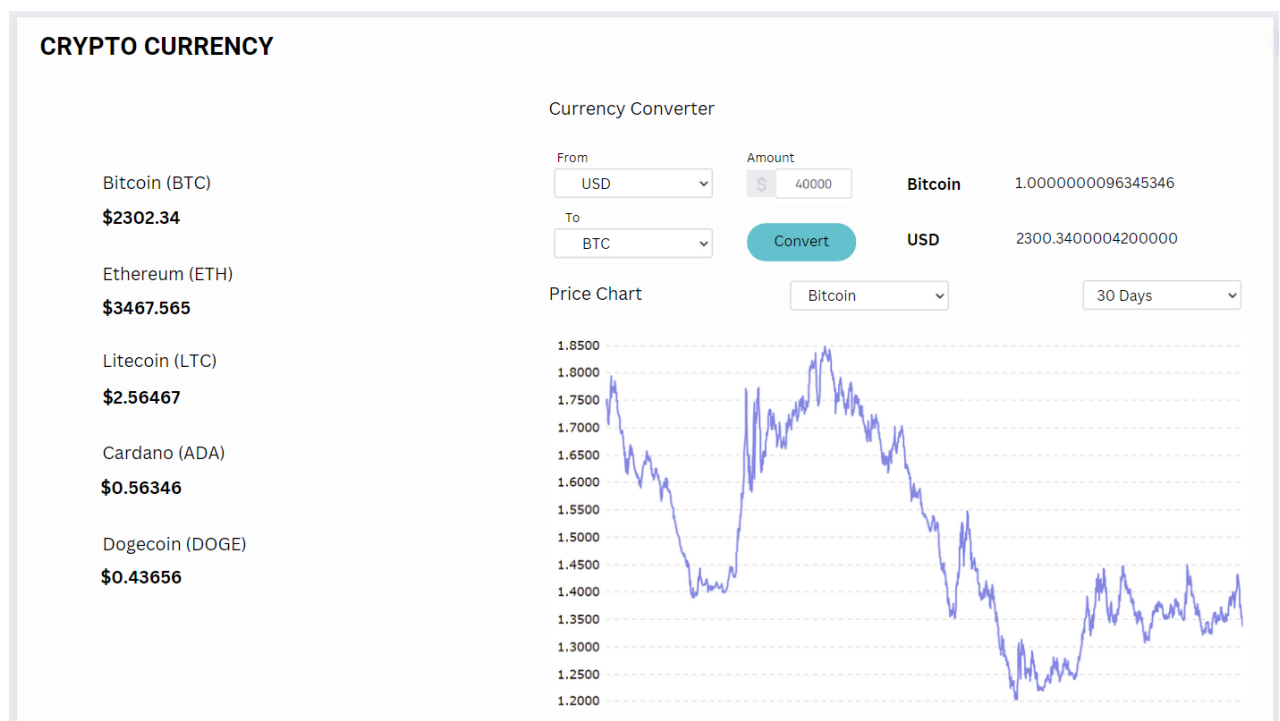 CRYPTO CURRENCY
Bitcoin (BTC)
$2302.34
Ethereum (ETH)
$3467.565
Litecoin (LTC)
$2.56467
Cardano (ADA)
$0.56346
Dogecoin (DOGE)
$0.43656
Currency Converter
From
Amount
USD
$ 40000
Bitcoin 1.0000000096345346
To
BTC
Convert
USD 2300.3400004200000
Price Chart
Bitcoin
30 Days
1.8500
1.8000
1.7500
1.7000
1.6500
1.6000
1.5500
1.5000
1.4500
1.4000
1.3500
1.3000
1.2500
1.2000